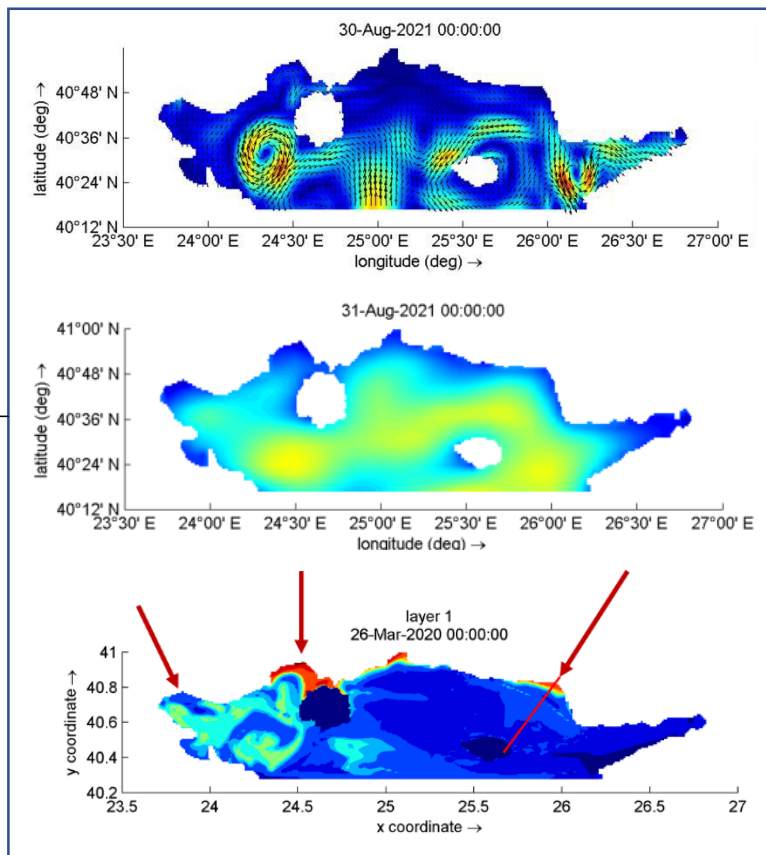 30-Aug-2021 00:00:00
40°48' N
40°36' N
40°24' N
40°12' N
latitude (deg) →
23°30' E 24°00' E 24°30' E 25°00' E 25°30' E 26°00' E 26°30' E 27°00' E
longitude (deg) →
31-Aug-2021 00:00:00
41°00' N
40°48' N
40°36' N
40°24' N
40°12' N
latitude (deg) →
23°30' E 24°00' E 24°30' E 25°00' E 25°30' E 26°00' E 26°30' E 27°00' E
longitude (deg) →
layer 1
26-Mar-2020 00:00:00
41
40.8
40.6
40.4
40.2
y coordinate →
23.5 24 24.5 25 25.5 26 26.5 27
x coordinate →